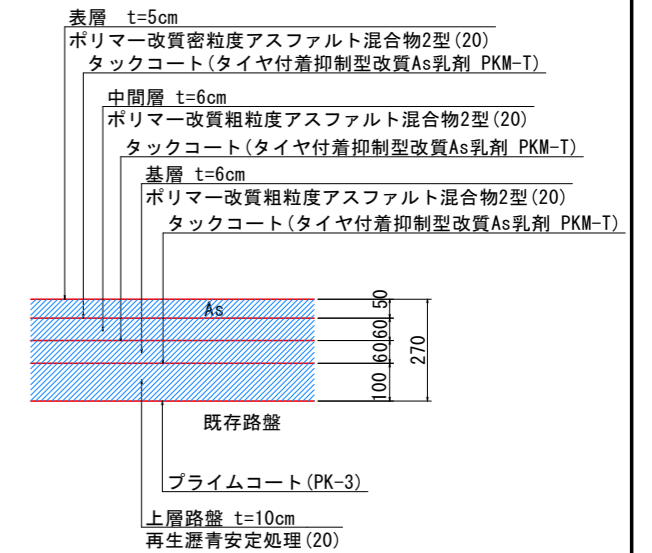 表層 t=5cm
ポリマー改質密粒度アスファルト混合物2型(20)
タックコート(タイヤ付着抑制型改質As乳剤 PKM-T)
中間層 t=6cm
ポリマー改質粗粒度アスファルト混合物2型(20)
タックコート(タイヤ付着抑制型改質As乳剤 PKM-T)
基層 t=6cm
ポリマー改質粗粒度アスファルト混合物2型(20)
タックコート(タイヤ付着抑制型改質As乳剤 PKM-T)
As
50
60
60
100
270
既存路盤
プライムコート(PK-3)
上層路盤 t=10cm
再生瀝青安定処理(20)